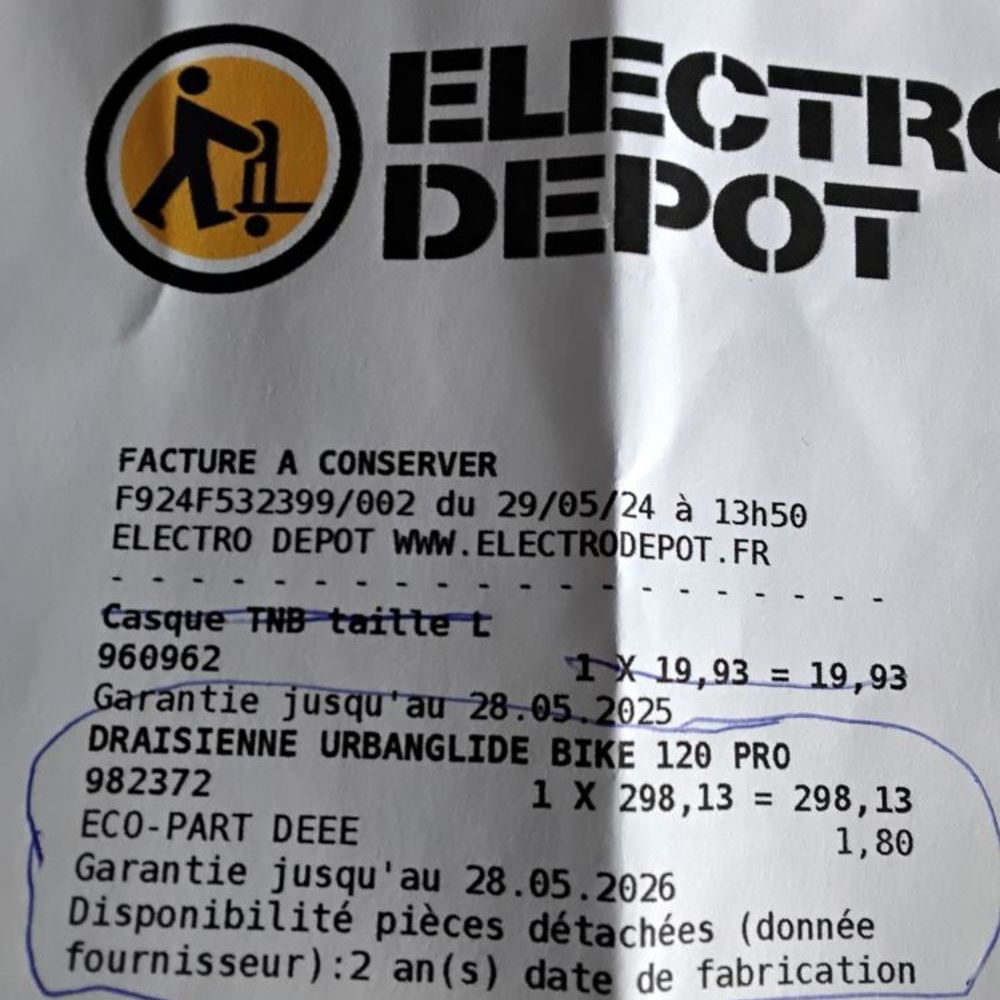 ELECTRO
DEPOT
FACTURE A CONSERVER
F924F532399/002 du 29/05/24 à 13h50
ELECTRO DEPOT WWW.ELECTRODEPOT.FR
- - - - - - - - - - - - - - - - - - - -
Casque TNB taille L
960962 1 X 19,93 = 19,93
Garantie jusqu'au 28.05.2025
DRAISIENNE URBANGLIDE BIKE 120 PRO
982372 1 X 298,13 = 298,13
ECO-PART DEEE 1,80
Garantie jusqu'au 28.05.2026
Disponibilité pièces détachées (donnée
fournisseur):2 an(s) date de fabrication